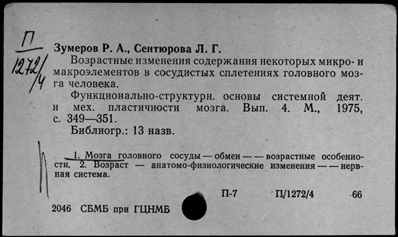 П
1272/4
Зумеров Р. А., Сентюрова Л. Г.
Возрастные изменения содержания некоторых микро- и
макроэлементов в сосудистых сплетениях головного моз-
га человека.
Функционально-структурн. основы системной деят.
и мех. пластичности мозга. Вып. 4. М., 1975,
с. 349—351.
Библиогр.: 13 назв.
1. Мозга головного сосуды — обмен — — возрастные особеннос-
ти. 2. Возраст — анатомо-физиологические изменения — — нерв-
ная система.
П-7 П/1272/4 66
2046 СБМБ при ГЦНМБ